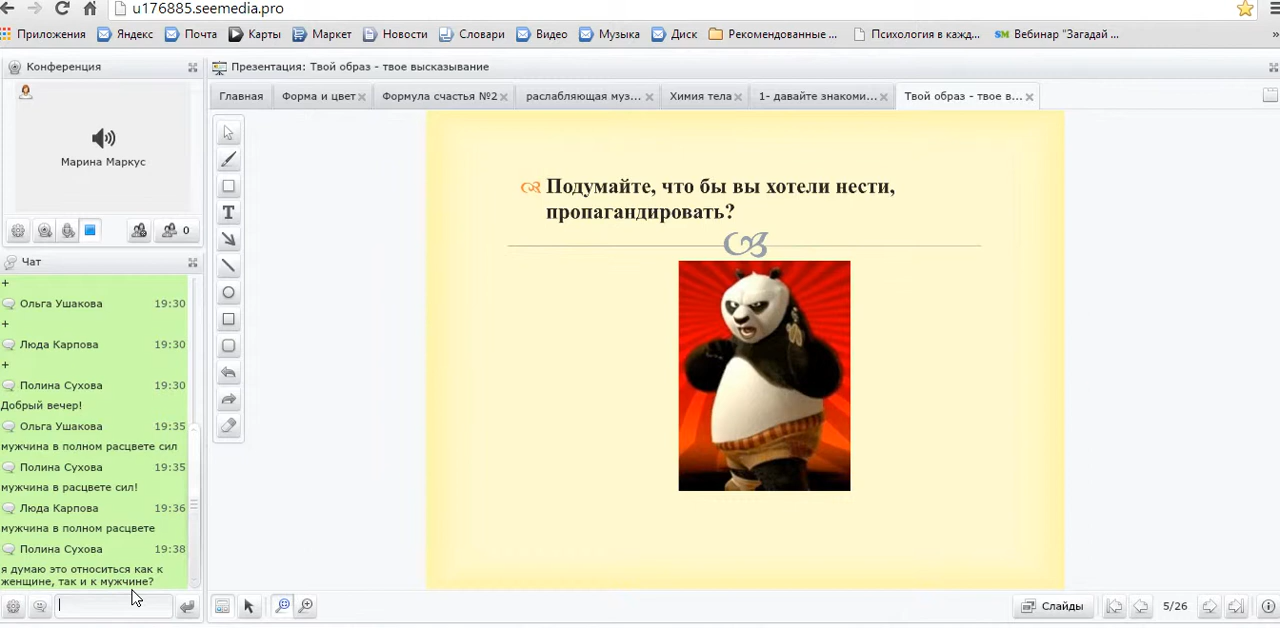 u176885.seemedia.pro
Приложения Яндекс Почта Карты Маркет Новости Словари Видео Музыка Диск Рекомендованные ... Психология в кажд... SM Вебинар "Загадай ... »
Конференция
Презентация: Твой образ - твое высказывание
Главная Форма и цвет Формула счастья №2 раслабляющая муз... Химия тела 1- давайте знакоми... Твой образ - твое в...
Марина Маркус
0
Чат
+
Ольга Ушакова 19:30
+
Люда Карпова 19:30
+
Полина Сухова 19:30
Добрый вечер!
Ольга Ушакова 19:35
мужчина в полном расцвете сил
Полина Сухова 19:35
мужчина в расцвете сил!
Люда Карпова 19:36
мужчина в полном расцвете
Полина Сухова 19:38
я думаю это относиться как к
женщине, так и к мужчине?
T
Подумайте, что бы вы хотели нести,
пропагандировать?
Слайды 5/26